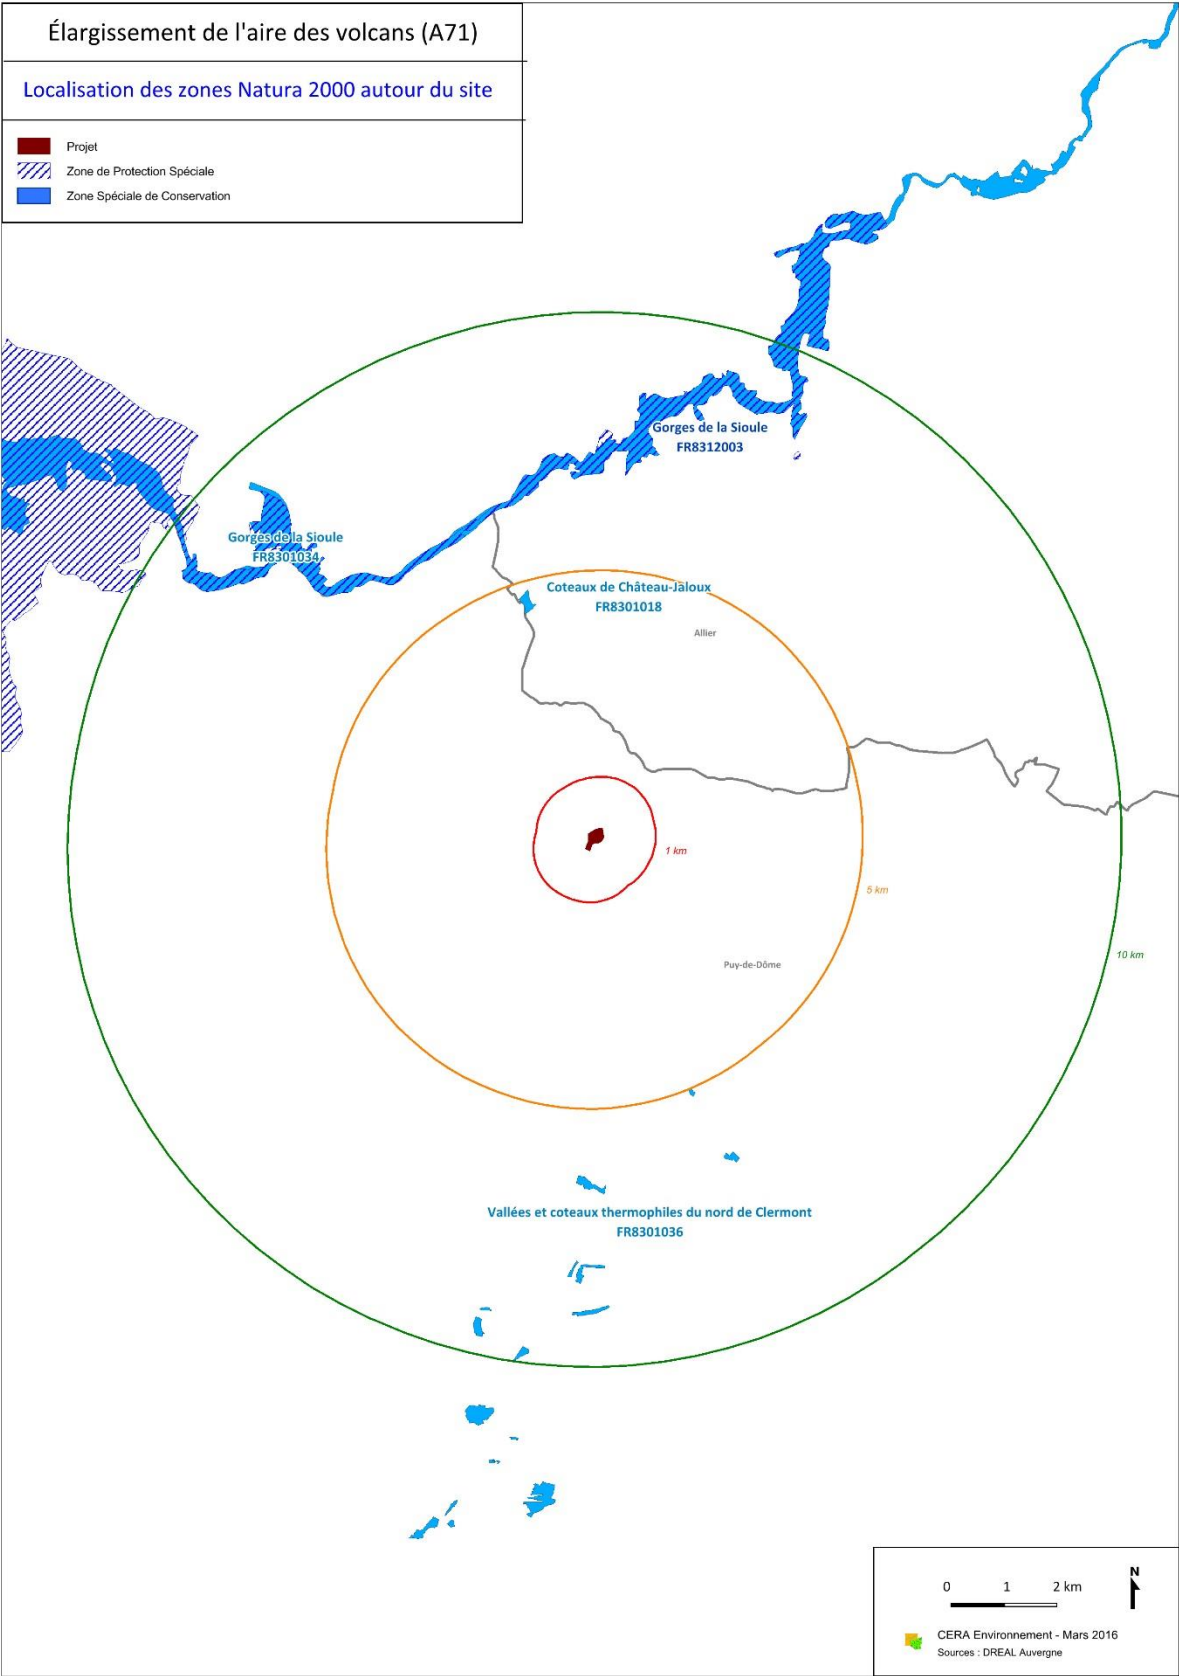 Élargissement de l'aire des volcans (A71)
Localisation des zones Natura 2000 autour du site
Projet
Zone de Protection Spéciale
Zone Spéciale de Conservation
Gorges de la Sioule
FR8312003
Gorges de la Sioule
FR8301034
Coteaux de Château-Jaloux
FR8301018
Allier
1 km
5 km
Puy-de-Dôme
10 km
Vallées et coteaux thermophiles du nord de Clermont
FR8301036
0 1 2 km
N
CERA Environnement - Mars 2016
Sources : DREAL Auvergne